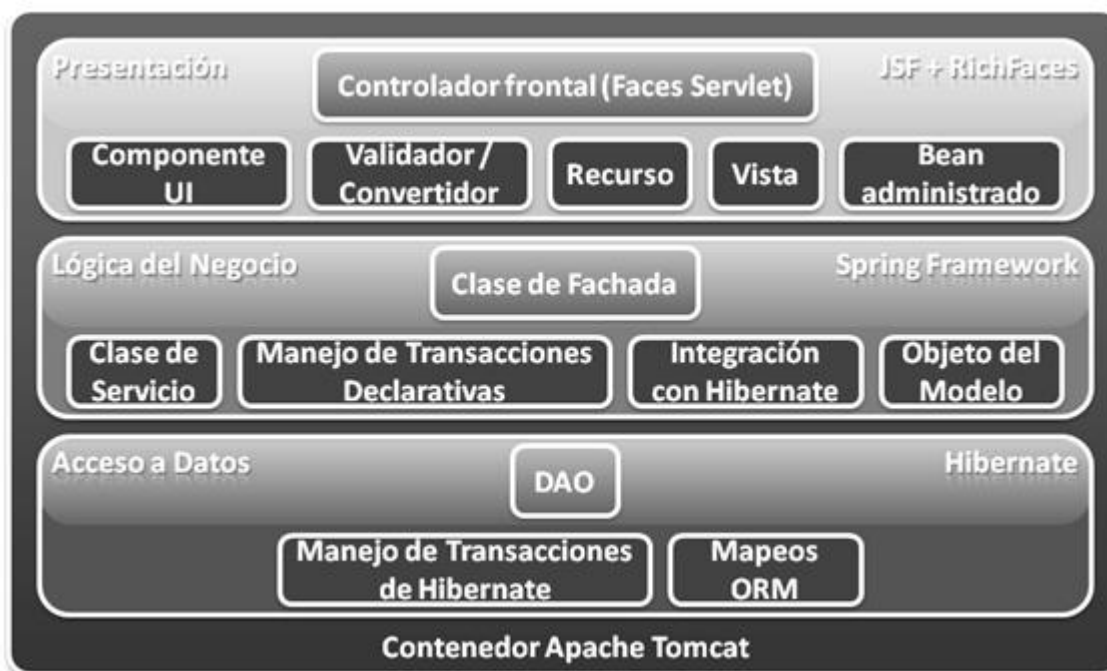 Presentación
Controlador frontal (Faces Servlet)
JSF + RichFaces
Componente
UI
Validador /
Convertidor
Recurso
Vista
Bean
administrado
Lógica del Negocio
Clase de Fachada
Spring Framework
Clase de
Servicio
Manejo de Transacciones
Declarativas
Integración
con Hibernate
Objeto del
Modelo
Acceso a Datos
DAO
Hibernate
Manejo de Transacciones
de Hibernate
Mapeos
ORM
Contenedor Apache Tomcat